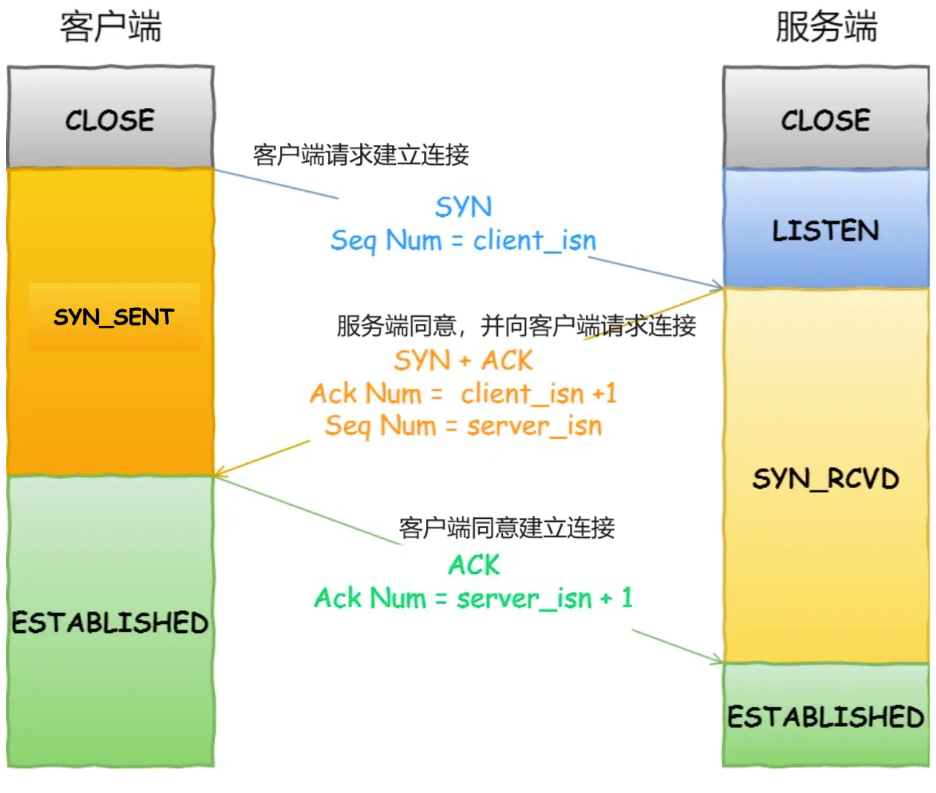 客户端
服务端
CLOSE
CLOSE
客户端请求建立连接
SYN
Seq Num = client_isn
LISTEN
SYN_SENT
服务端同意，并向客户端请求连接
SYN + ACK
Ack Num = client_isn +1
Seq Num = server_isn
SYN_RCVD
客户端同意建立连接
ACK
Ack Num = server_isn + 1
ESTABLISHED
ESTABLISHED